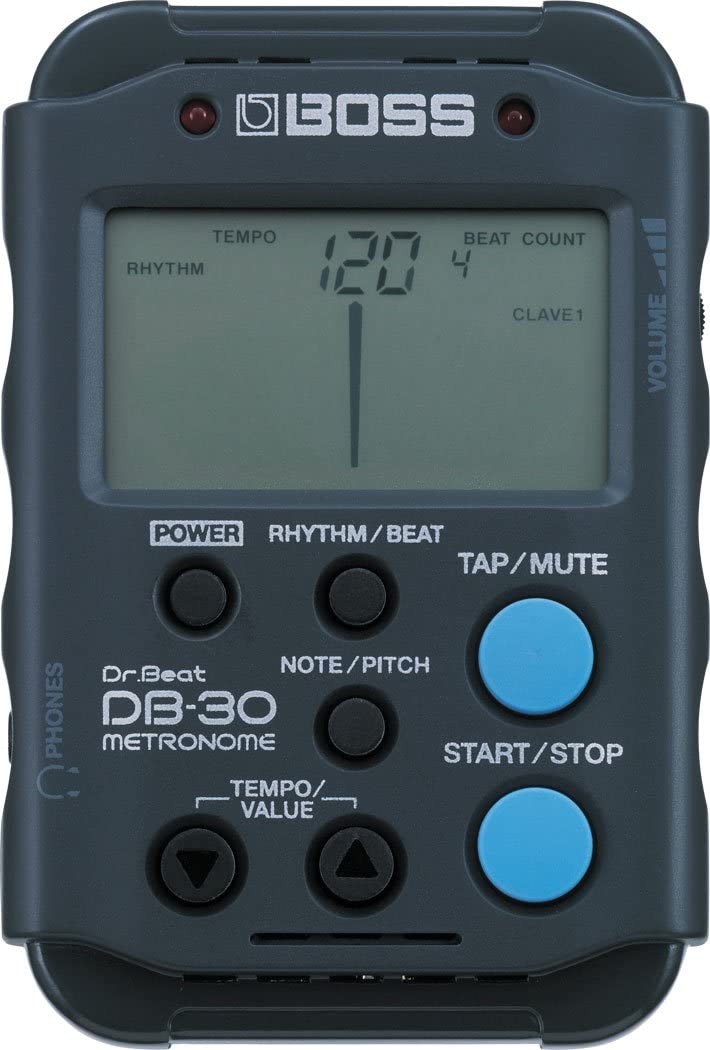 BOSS
TEMPO 120 BEAT COUNT
RHYTHM 4
CLAVE1
VOLUME
POWER RHYTHM/BEAT
TAP/MUTE
NOTE/PITCH
Dr.Beat
DB-30
METRONOME
PHONES
START/STOP
TEMPO/
VALUE